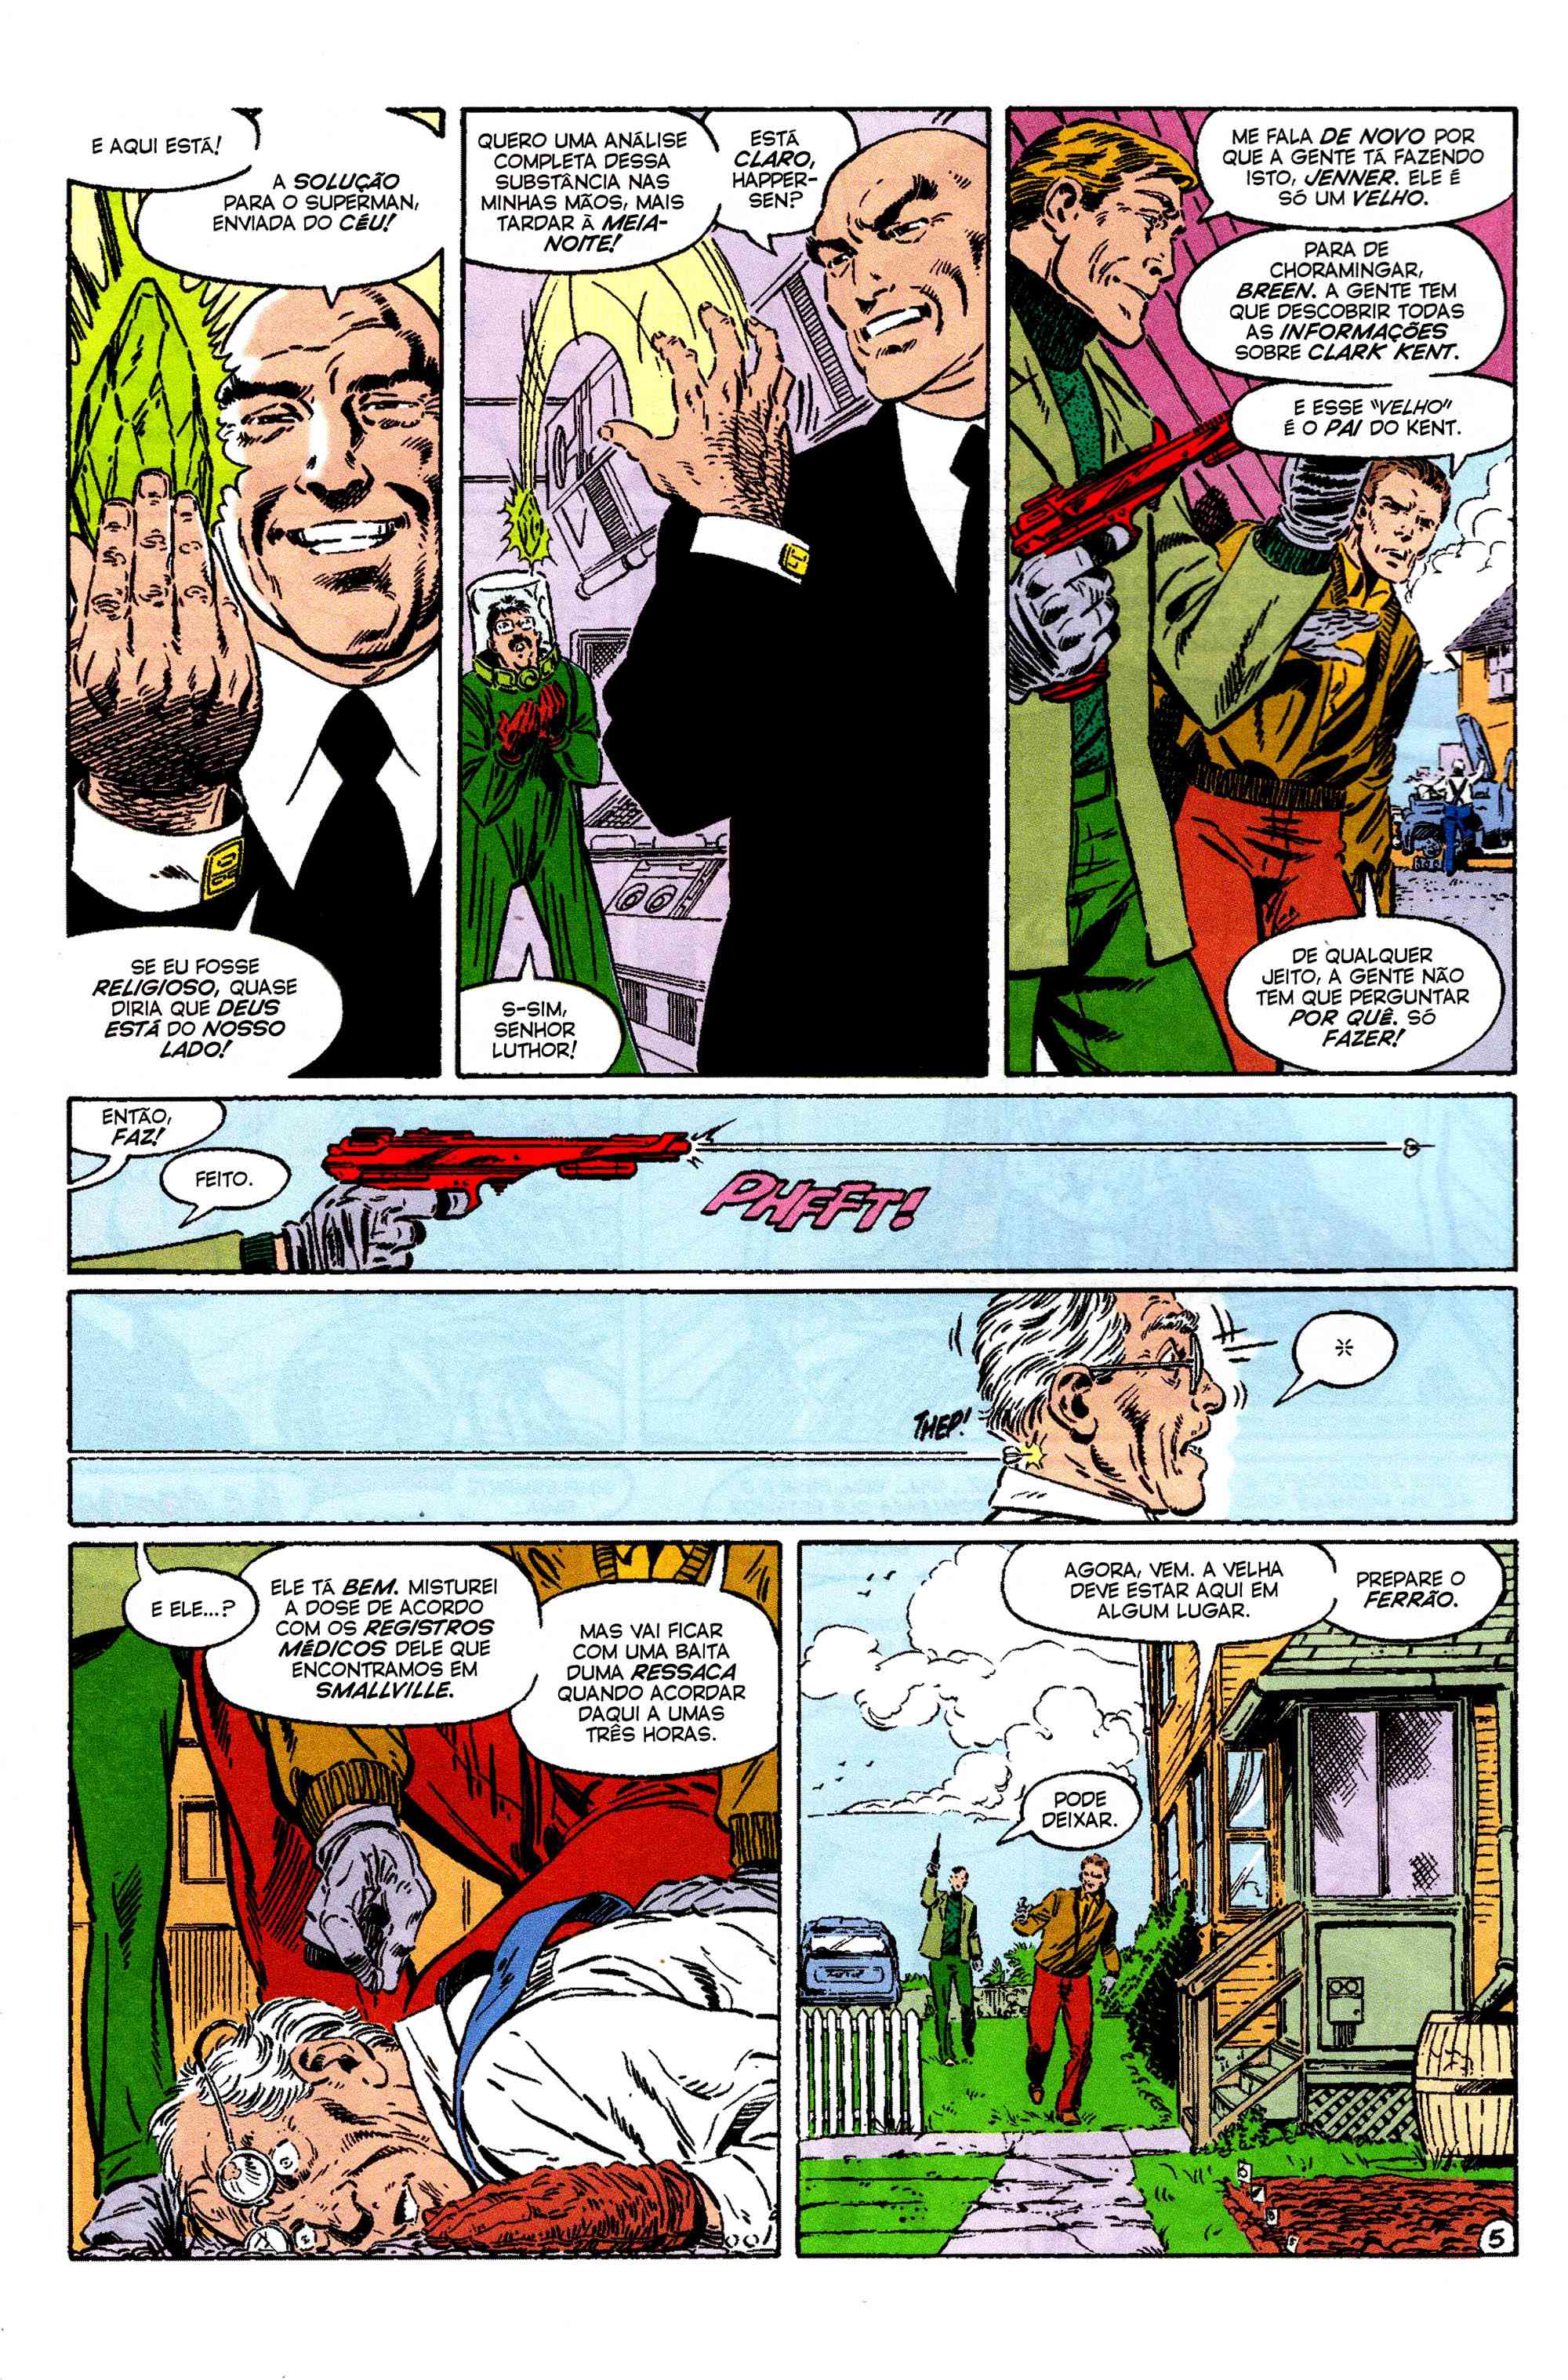 E AQUI ESTÁ!
A SOLUÇÃO
PARA O SUPERMAN,
ENVIADA DO CÉU!
SE EU FOSSE
RELIGIOSO, QUASE
DIRIA QUE DEUS
ESTÁ DO NOSSO
LADO!
QUERO UMA ANÁLISE
COMPLETA DESSA
SUBSTÂNCIA NAS
MINHAS MÃOS, MAIS
TARDAR À MEIA-
NOITE!
ESTÁ
CLARO,
HAPPER-
SEN?
S-SIM,
SENHOR
LUTHOR!
ME FALA DE NOVO POR
QUE A GENTE TÁ FAZENDO
ISTO, JENNER. ELE É
SÓ UM VELHO.
PARA DE
CHORAMINGAR,
BREEN. A GENTE TEM
QUE DESCOBRIR TODAS
AS INFORMAÇÕES
SOBRE CLARK KENT.
E ESSE "VELHO"
É O PAI DO KENT.
DE QUALQUER
JEITO, A GENTE NÃO
TEM QUE PERGUNTAR
POR QUÊ. SÓ
FAZER!
ENTÃO,
FAZ!
FEITO.
PHFFT!
THEP!
E ELE...?
ELE TÁ BEM. MISTUREI
A DOSE DE ACORDO
COM OS REGISTROS
MÉDICOS DELE QUE
ENCONTRAMOS EM
SMALLVILLE.
MAS VAI FICAR
COM UMA BAITA
DUMA RESSACA
QUANDO ACORDAR
DAQUI A UMAS
TRÊS HORAS.
AGORA, VEM. A VELHA
DEVE ESTAR AQUI EM
ALGUM LUGAR.
PREPARE O
FERRÃO.
PODE
DEIXAR.
5